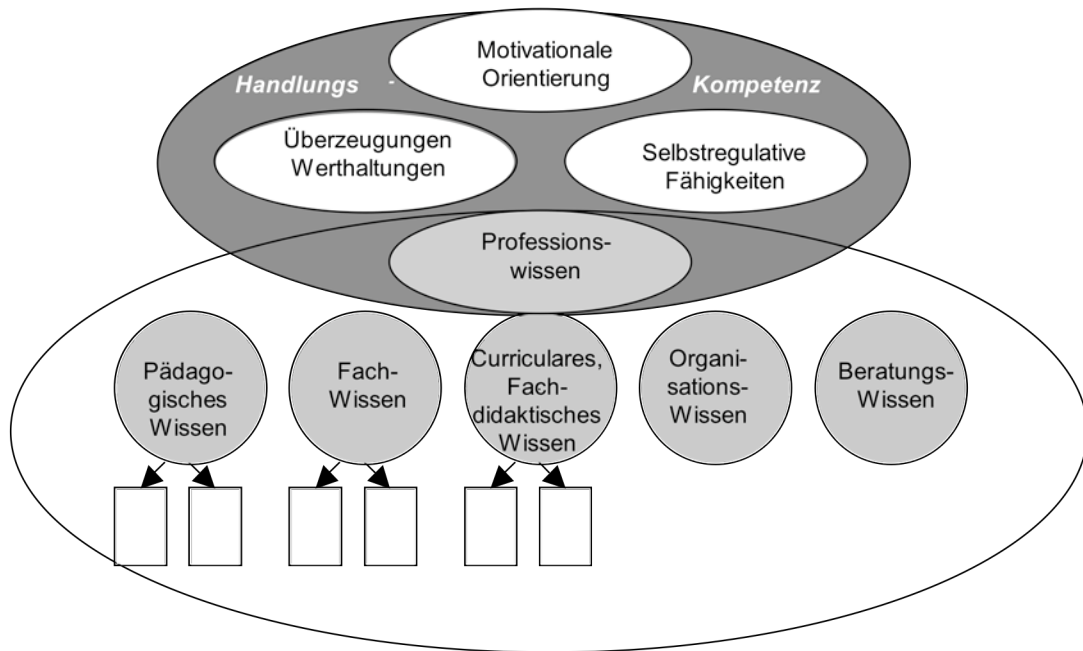 Motivationale
Orientierung
Handlungs - Kompetenz
Überzeugungen
Werthaltungen
Selbstregulative
Fähigkeiten
Professions-
wissen
Pädago-
gisches
Wissen
Fach-
Wissen
Curriculares,
Fach-
didaktisches
Wissen
Organi-
sations-
Wissen
Beratungs-
Wissen